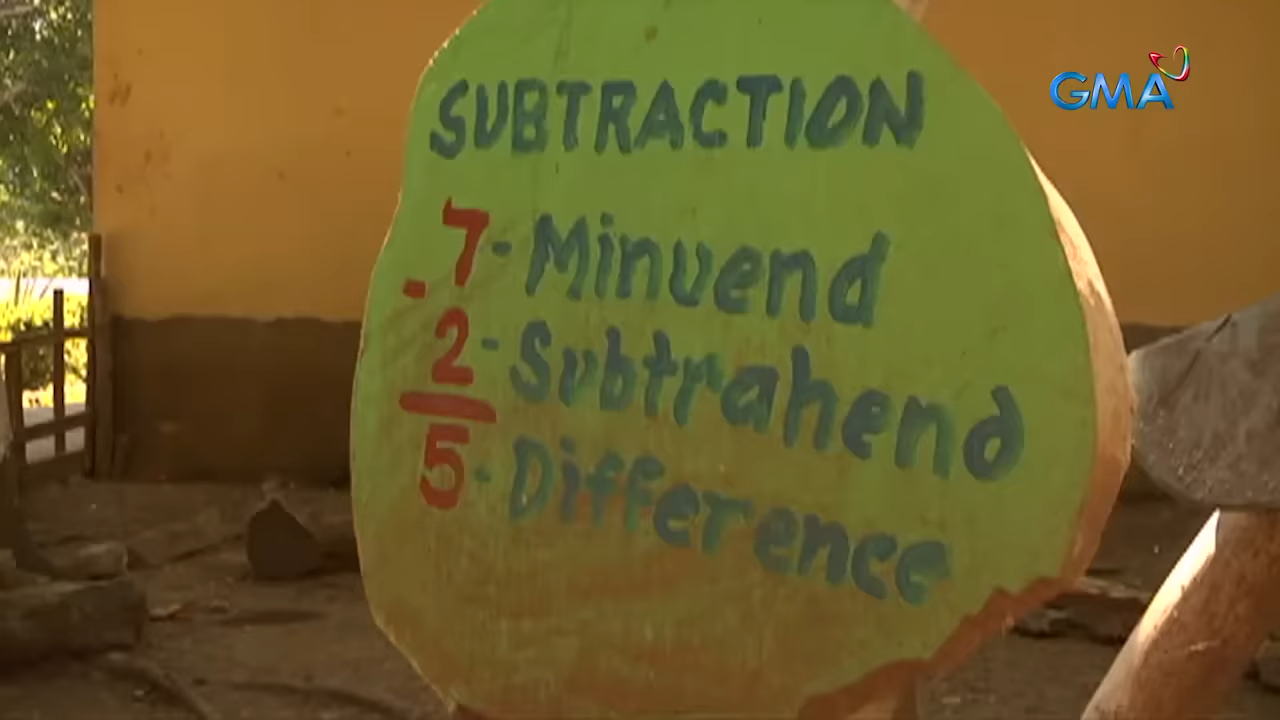 GMA
SUBTRACTION
7 - Minuend
- 2 - Subtrahend
5 - Difference